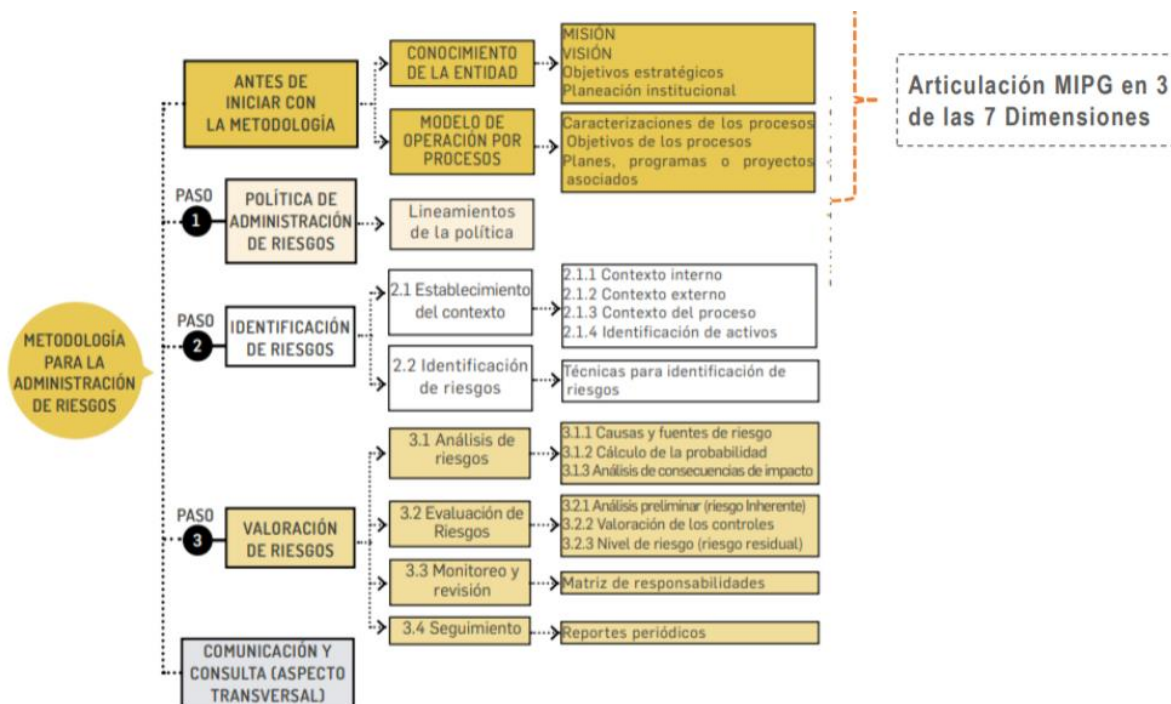 METODOLOGÍA
PARA LA
ADMINISTRACIÓN
DE RIESGOS
ANTES DE
INICIAR CON
LA METODOLOGÍA
CONOCIMIENTO
DE LA ENTIDAD
MISIÓN
VISIÓN
Objetivos estratégicos
Planeación institucional
MODELO DE
OPERACIÓN POR
PROCESOS
Caracterizaciones de los procesos
Objetivos de los procesos
Planes, programas o proyectos
asociados
Articulación MIPG en 3
de las 7 Dimensiones
PASO
1
POLÍTICA DE
ADMINISTRACIÓN
DE RIESGOS
Lineamientos
de la política
PASO
2
IDENTIFICACIÓN
DE RIESGOS
2.1 Establecimiento
del contexto
2.1.1 Contexto interno
2.1.2 Contexto externo
2.1.3 Contexto del proceso
2.1.4 Identificación de activos
2.2 Identificación
de riesgos
Técnicas para identificación de
riesgos
PASO
3
VALORACIÓN
DE RIESGOS
3.1 Análisis de
riesgos
3.1.1 Causas y fuentes de riesgo
3.1.2 Cálculo de la probabilidad
3.1.3 Análisis de consecuencias de impacto
3.2 Evaluación de
Riesgos
3.2.1 Análisis preliminar (riesgo Inherente)
3.2.2 Valoración de los controles
3.2.3 Nivel de riesgo (riesgo residual)
3.3 Monitoreo y
revisión
Matriz de responsabilidades
3.4 Seguimiento
Reportes periódicos
COMUNICACIÓN Y
CONSULTA (ASPECTO
TRANSVERSAL)